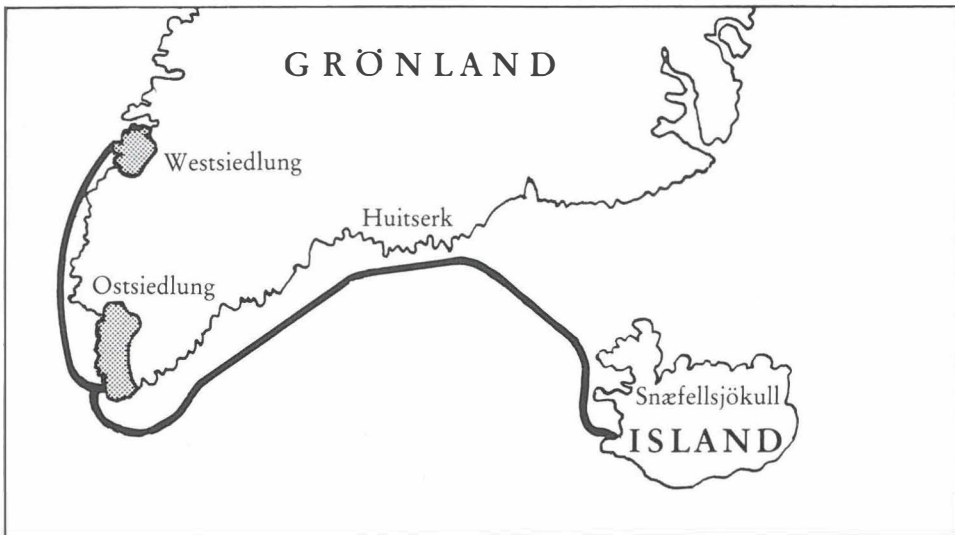 GRÖNLAND
Westsiedlung
Huitserk
Ostsiedlung
Snæfellsjökull
ISLAND